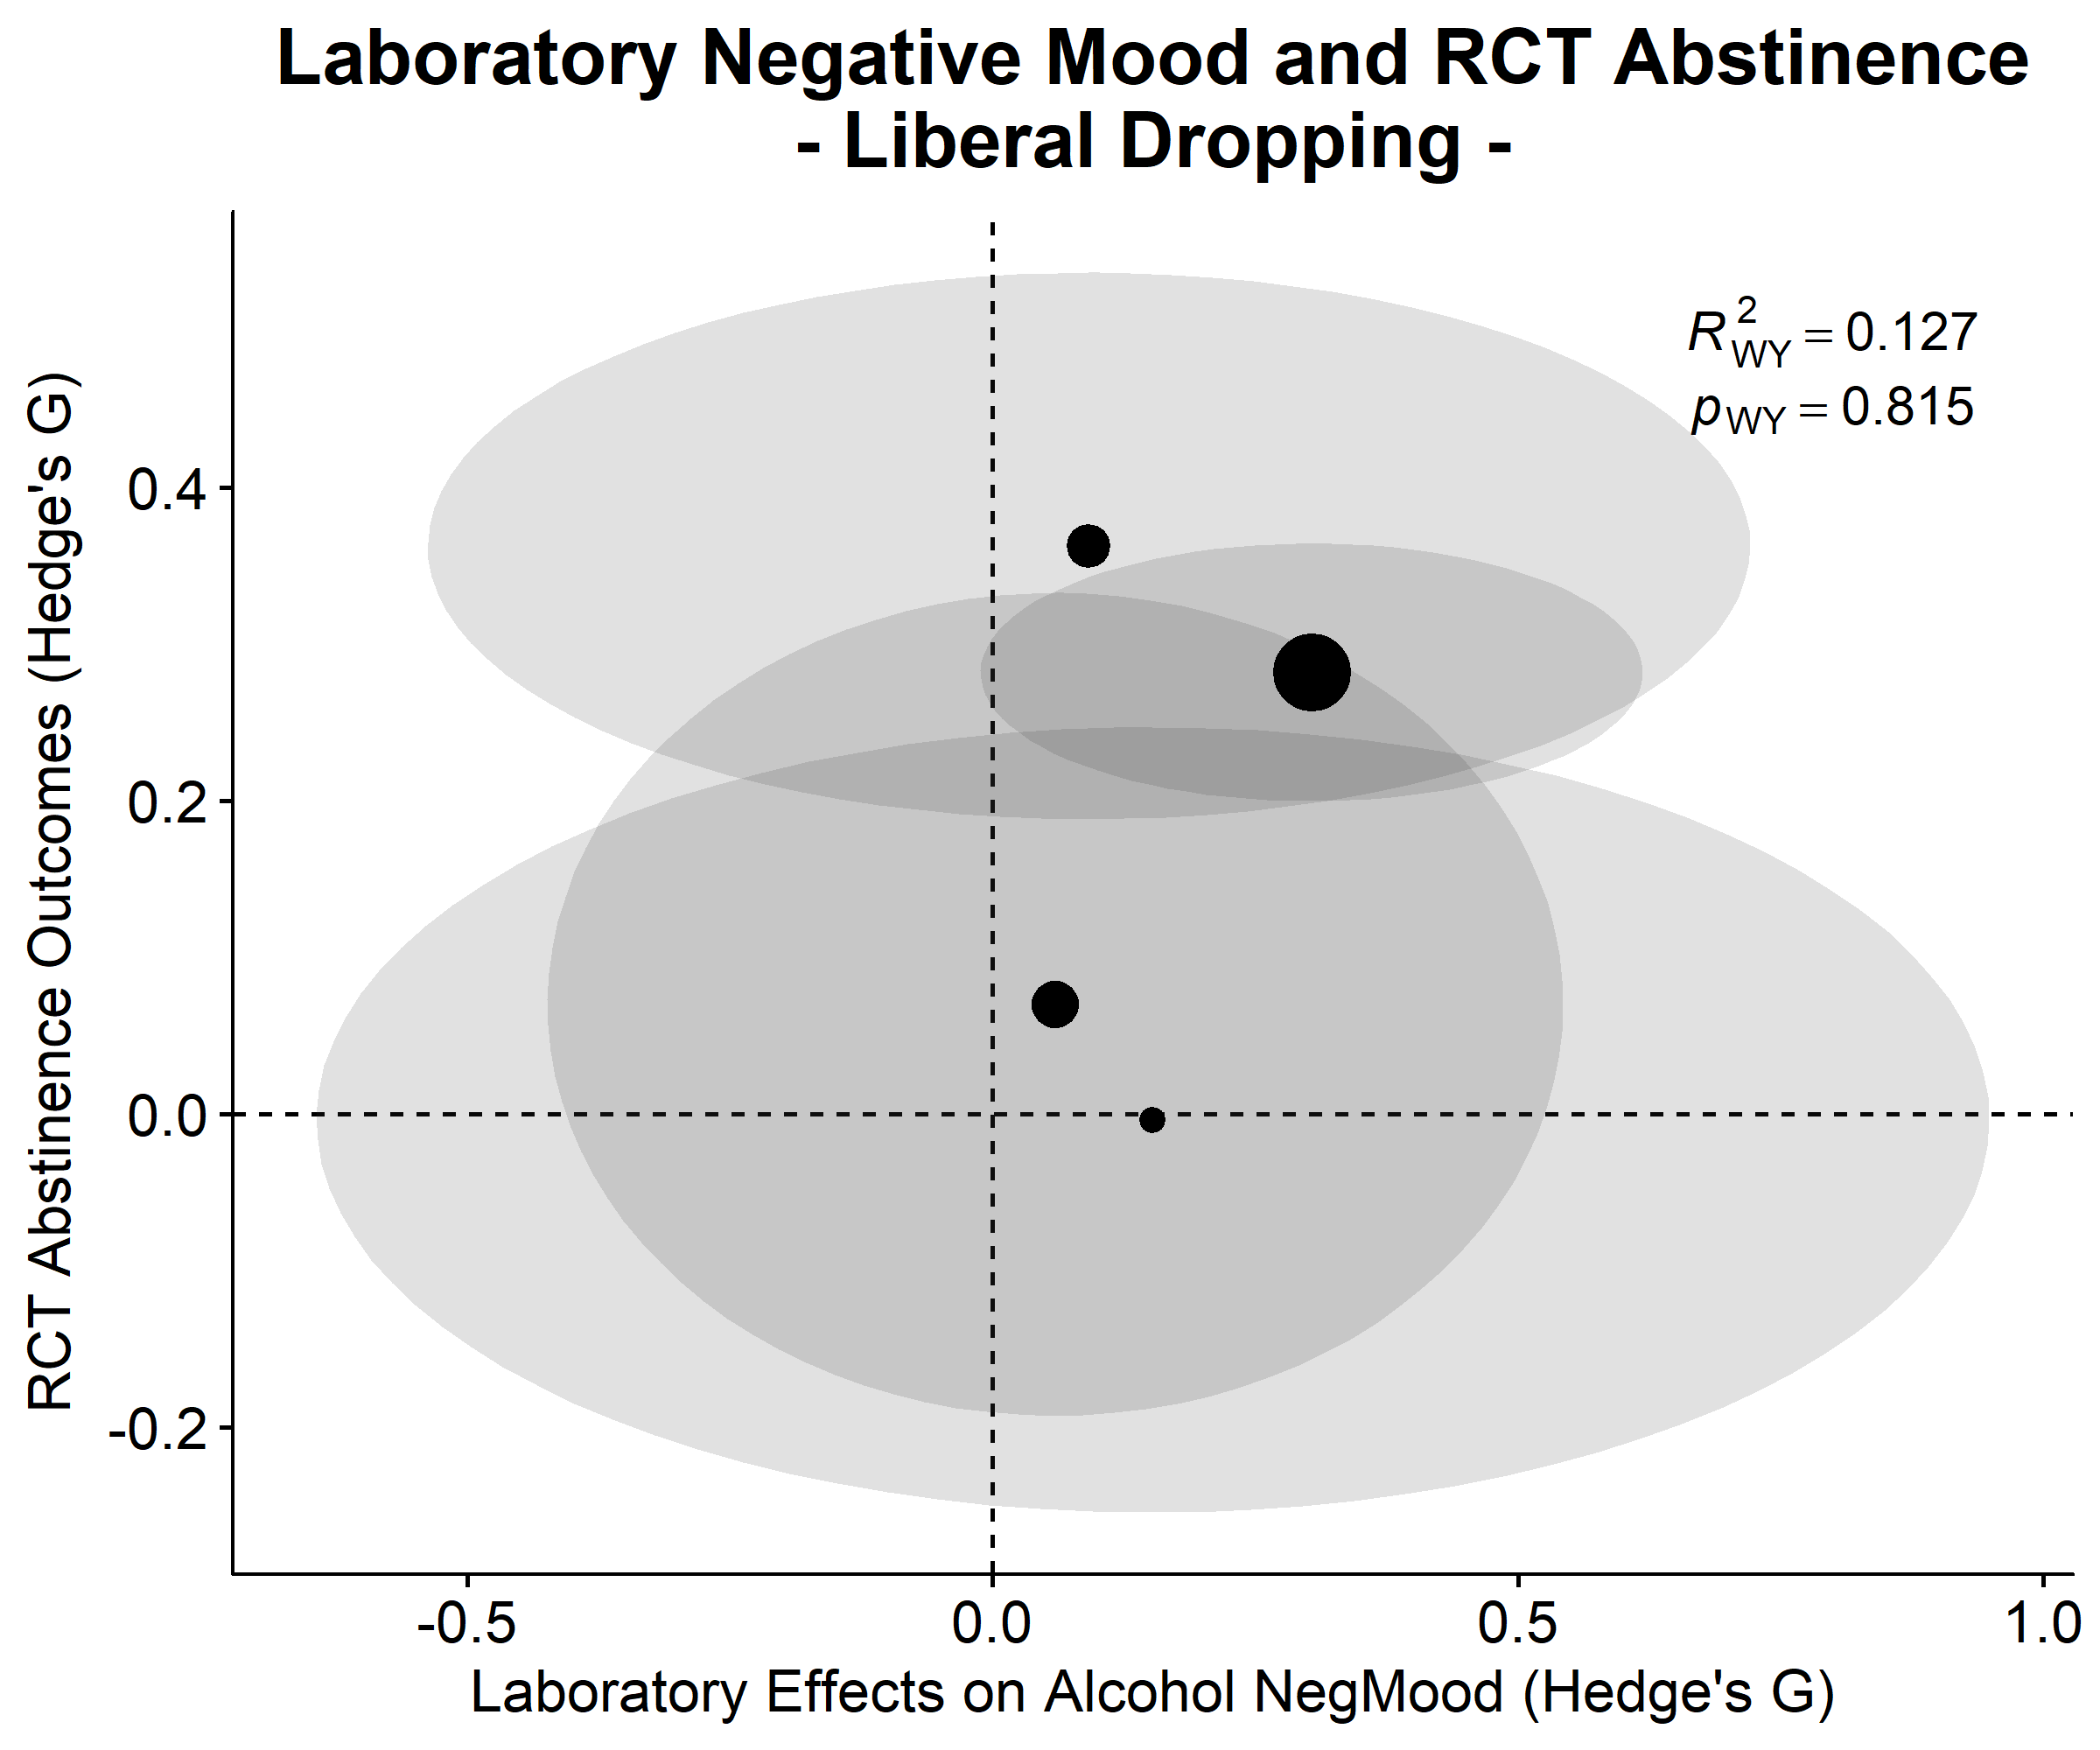 Laboratory Negative Mood and RCT Abstinence
- Liberal Dropping -
R²WY = 0.127
pWY = 0.815
RCT Abstinence Outcomes (Hedge's G)
0.4
0.2
0.0
-0.2
-0.5 0.0 0.5 1.0
Laboratory Effects on Alcohol NegMood (Hedge's G)